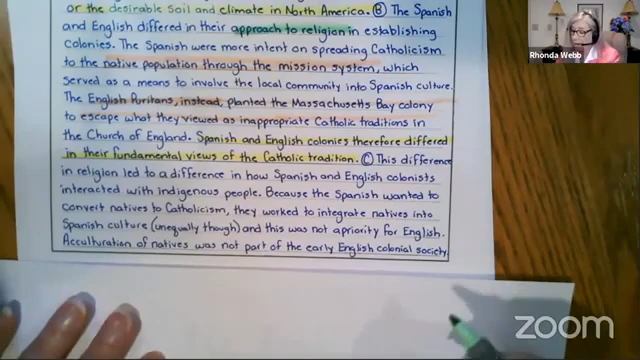 or the desirable soil and climate in North America. Ⓑ The Spanish
and English differed in their approach to religion in establishing
colonies. The Spanish were more intent on spreading Catholicism
to the native population through the mission system, which
served as a means to involve the local community into Spanish culture.
The English Puritans, instead, planted the Massachusetts Bay colony
to escape what they viewed as inappropriate Catholic traditions in
the Church of England. Spanish and English colonies therefore differed
in their fundamental views of the Catholic tradition. Ⓒ This difference
in religion led to a difference in how Spanish and English colonists
interacted with indigenous people. Because the Spanish wanted to
convert natives to Catholicism, they worked to integrate natives into
Spanish culture (unequally though) and this was not apriority for English.
Acculturation of natives was not part of the early English colonial society.
Rhonda Webb
zoom